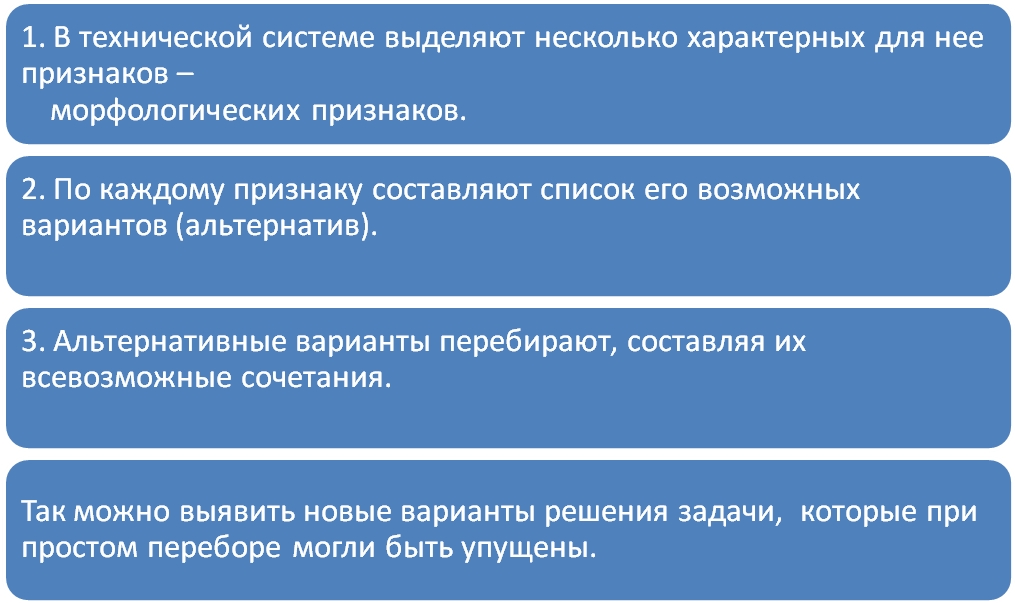 1. В технической системе выделяют несколько характерных для нее
признаков –
морфологических признаков.
2. По каждому признаку составляют список его возможных
вариантов (альтернатив).
3. Альтернативные варианты перебирают, составляя их
всевозможные сочетания.
Так можно выявить новые варианты решения задачи, которые при
простом переборе могли быть упущены.